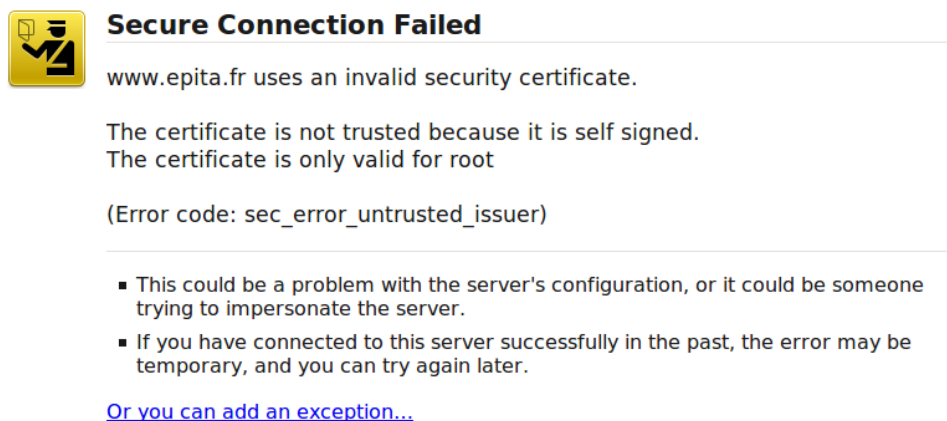 Secure Connection Failed
www.epita.fr uses an invalid security certificate.
The certificate is not trusted because it is self signed.
The certificate is only valid for root
(Error code: sec_error_untrusted_issuer)
This could be a problem with the server's configuration, or it could be someone
trying to impersonate the server.
If you have connected to this server successfully in the past, the error may be
temporary, and you can try again later.
Or you can add an exception...